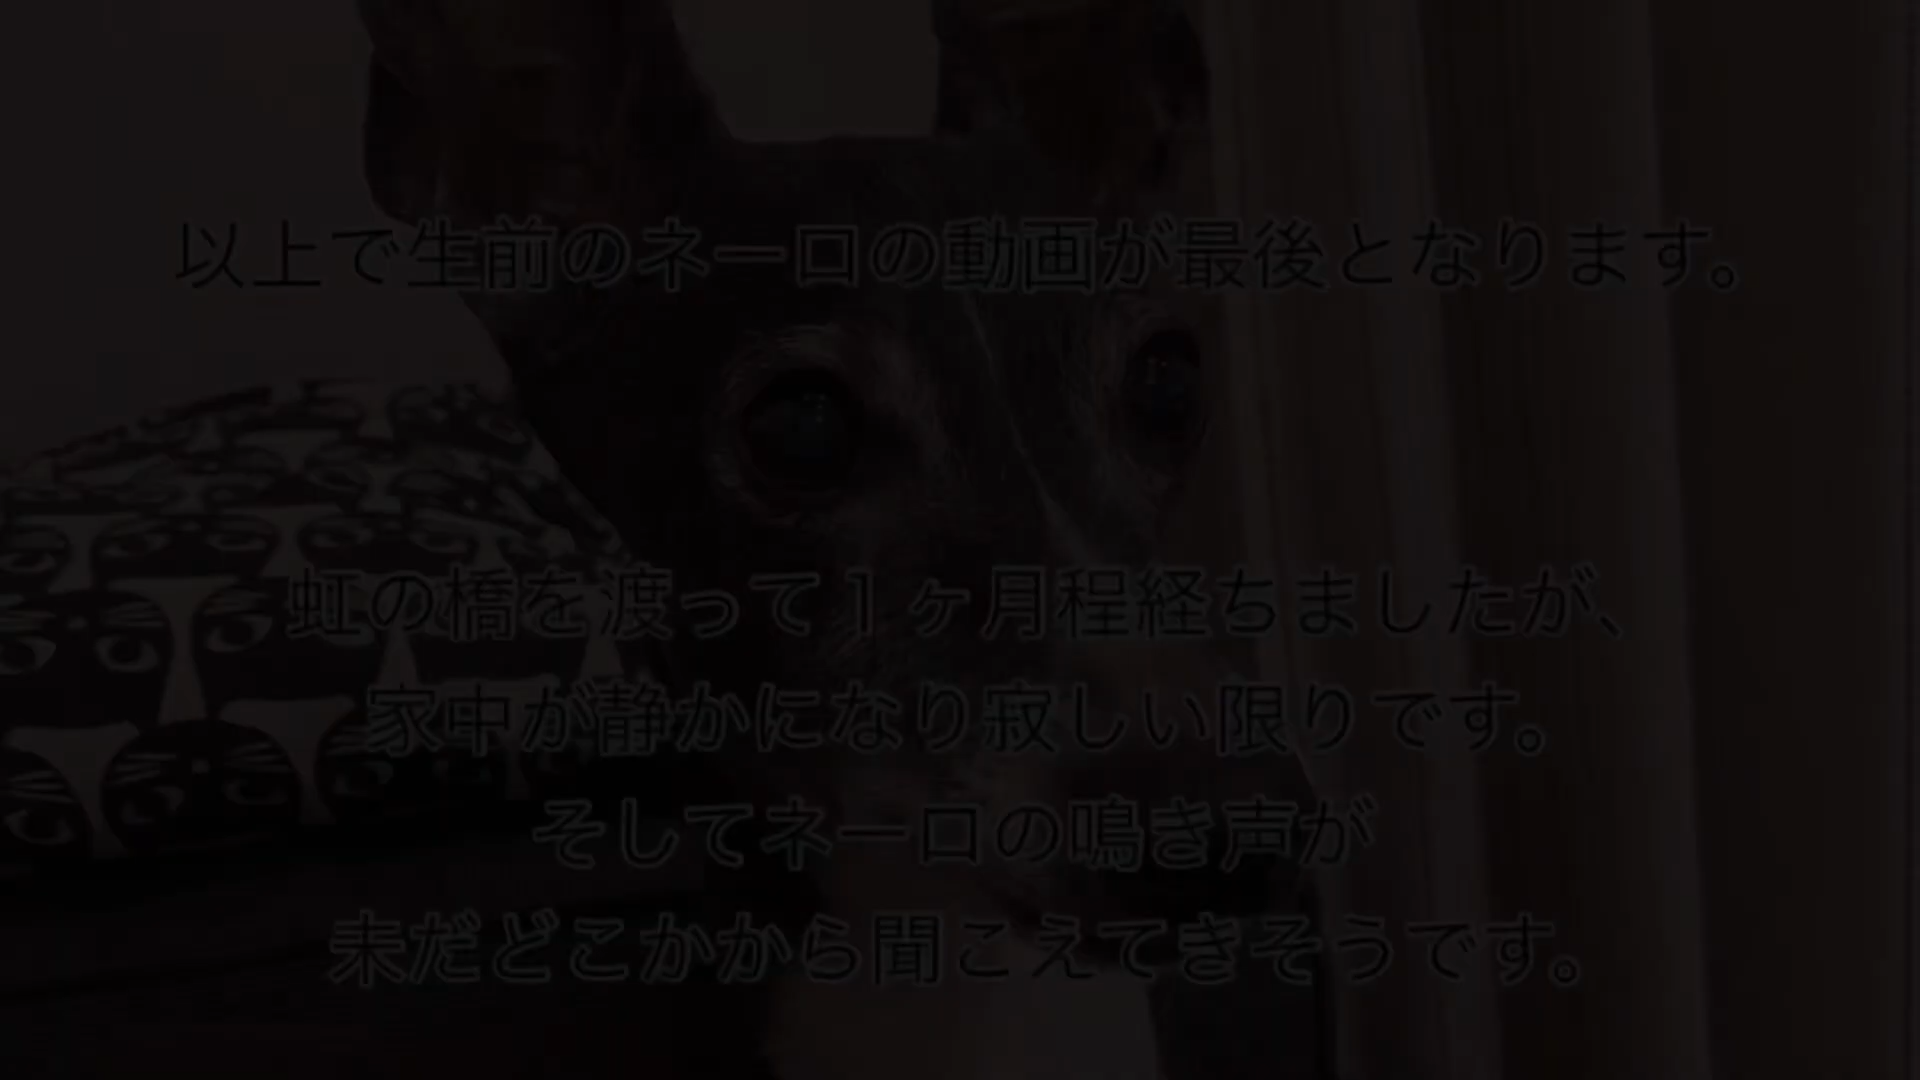 以上で生前のネーロの動画が最後となります。
虹の橋を渡って１ヶ月程経ちましたが、
家中が静かになり寂しい限りです。
そしてネーロの鳴き声が
未だどこかから聞こえてきそうです。